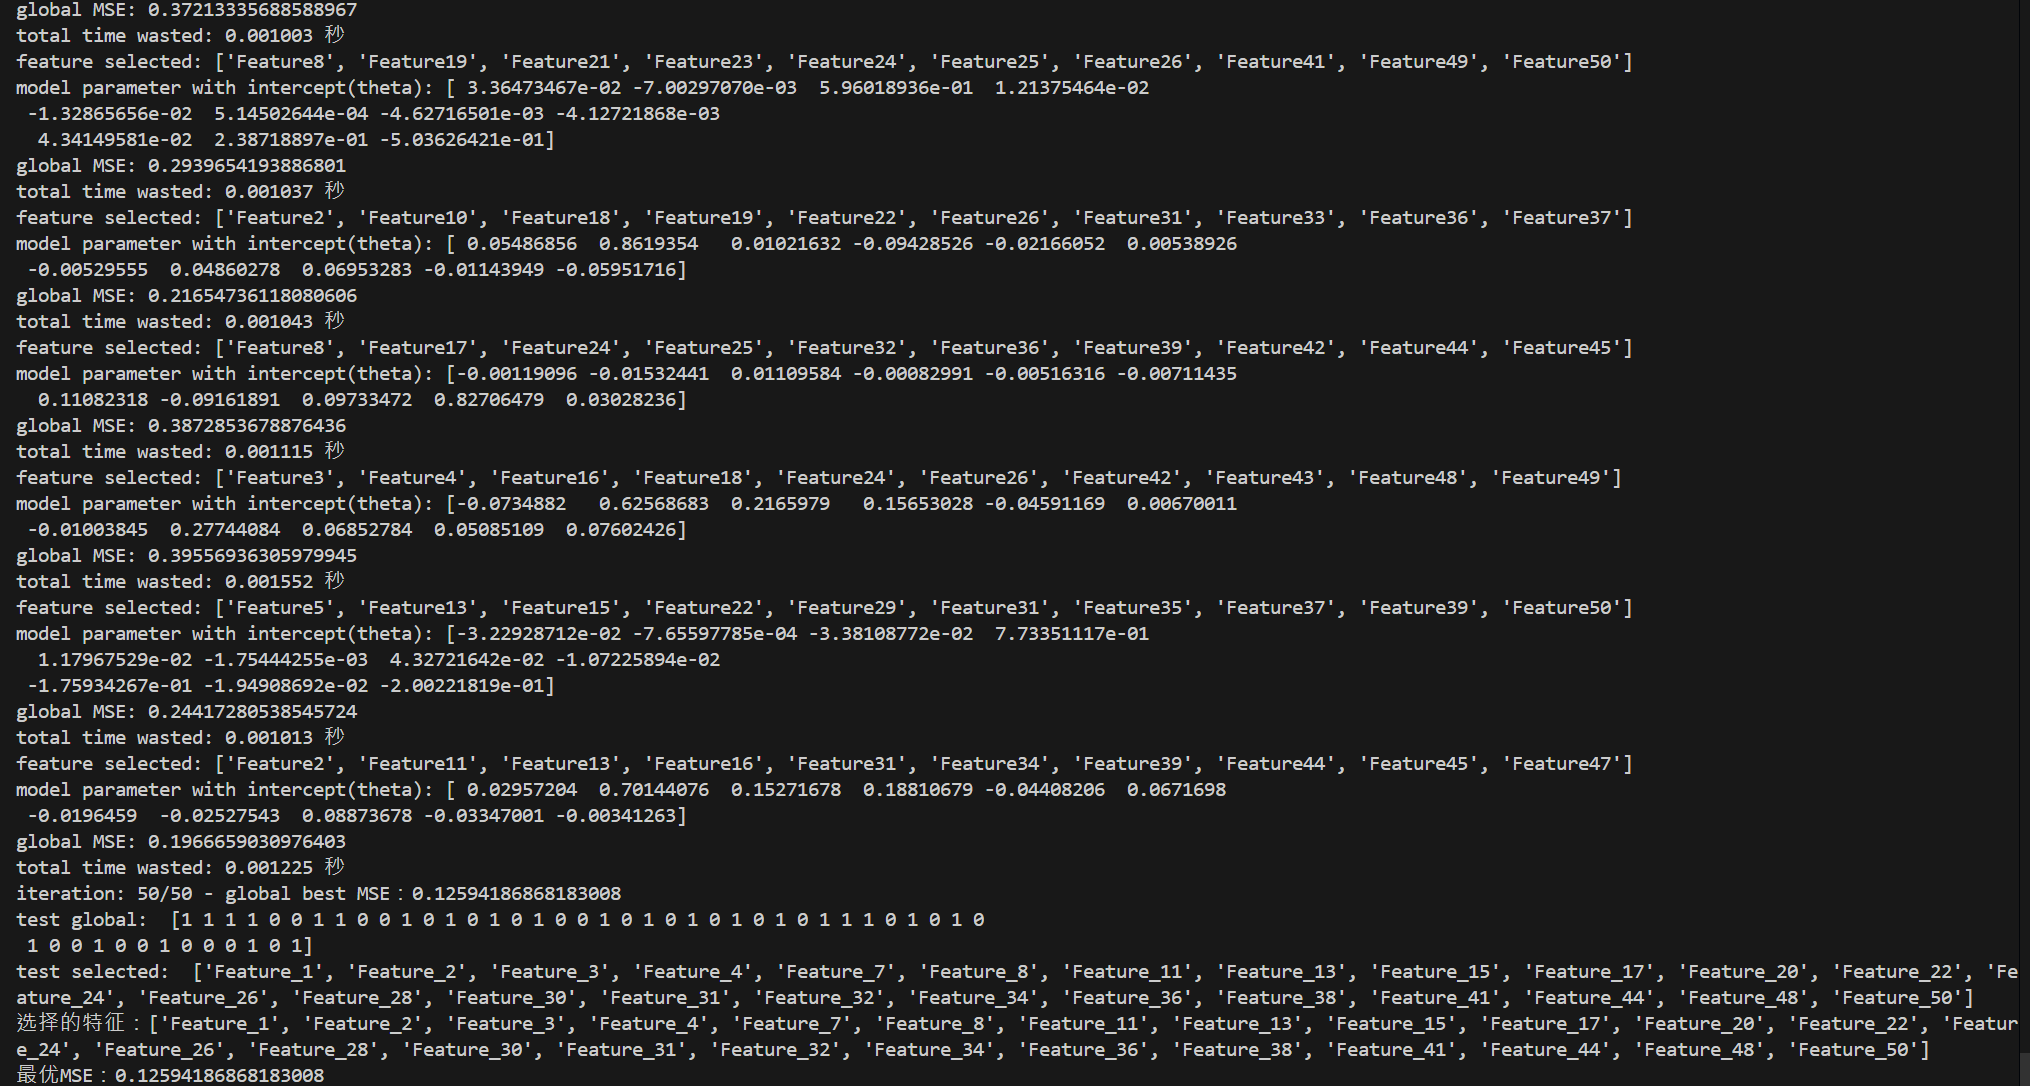 global MSE: 0.37213335688588967
total time wasted: 0.001003 秒
feature selected: ['Feature8', 'Feature19', 'Feature21', 'Feature23', 'Feature24', 'Feature25', 'Feature26', 'Feature41', 'Feature49', 'Feature50']
model parameter with intercept(theta): [ 3.36473467e-02 -7.00297070e-03  5.96018936e-01  1.21375464e-02
 -1.32865656e-02  5.14502644e-04 -4.62716501e-03 -4.12721868e-03
  4.34149581e-02  2.38718897e-01 -5.03626421e-01]
global MSE: 0.2939654193886801
total time wasted: 0.001037 秒
feature selected: ['Feature2', 'Feature10', 'Feature18', 'Feature19', 'Feature22', 'Feature26', 'Feature31', 'Feature33', 'Feature36', 'Feature37']
model parameter with intercept(theta): [ 0.05486856  0.8619354   0.01021632 -0.09428526 -0.02166052  0.00538926
 -0.00529555  0.04860278  0.06953283 -0.01143949 -0.05951716]
global MSE: 0.21654736118080606
total time wasted: 0.001043 秒
feature selected: ['Feature8', 'Feature17', 'Feature24', 'Feature25', 'Feature32', 'Feature36', 'Feature39', 'Feature42', 'Feature44', 'Feature45']
model parameter with intercept(theta): [-0.00119096 -0.01532441  0.01109584 -0.00082991 -0.00516316 -0.00711435
  0.11082318 -0.09161891  0.09733472  0.82706479  0.03028236]
global MSE: 0.3872853678876436
total time wasted: 0.001115 秒
feature selected: ['Feature3', 'Feature4', 'Feature16', 'Feature18', 'Feature24', 'Feature26', 'Feature42', 'Feature43', 'Feature48', 'Feature49']
model parameter with intercept(theta): [-0.0734882   0.62568683  0.2165979   0.15653028 -0.04591169  0.00670011
 -0.01003845  0.27744084  0.06852784  0.05085109  0.07602426]
global MSE: 0.39556936305979945
total time wasted: 0.001552 秒
feature selected: ['Feature5', 'Feature13', 'Feature15', 'Feature22', 'Feature29', 'Feature31', 'Feature35', 'Feature37', 'Feature39', 'Feature50']
model parameter with intercept(theta): [-3.22928712e-02 -7.65597785e-04 -3.38108772e-02  7.73351117e-01
  1.17967529e-02 -1.75444255e-03  4.32721642e-02 -1.07225894e-02
 -1.75934267e-01 -1.94908692e-02 -2.00221819e-01]
global MSE: 0.24417280538545724
total time wasted: 0.001013 秒
feature selected: ['Feature2', 'Feature11', 'Feature13', 'Feature16', 'Feature31', 'Feature34', 'Feature39', 'Feature44', 'Feature45', 'Feature47']
model parameter with intercept(theta): [ 0.02957204  0.70144076  0.15271678  0.18810679 -0.04408206  0.0671698
 -0.0196459  -0.02527543  0.08873678 -0.03347001 -0.00341263]
global MSE: 0.1966659030976403
total time wasted: 0.001225 秒
iteration: 50/50 - global best MSE：0.12594186868183008
test global:  [1 1 1 1 0 0 1 1 0 0 1 0 1 0 1 0 1 0 0 1 0 1 0 1 0 1 0 1 0 1 1 1 0 1 0 1 0
 1 0 0 1 0 0 1 0 0 0 1 0 1]
test selected:  ['Feature_1', 'Feature_2', 'Feature_3', 'Feature_4', 'Feature_7', 'Feature_8', 'Feature_11', 'Feature_13', 'Feature_15', 'Feature_17', 'Feature_20', 'Feature_22', 'Fe
ature_24', 'Feature_26', 'Feature_28', 'Feature_30', 'Feature_31', 'Feature_32', 'Feature_34', 'Feature_36', 'Feature_38', 'Feature_41', 'Feature_44', 'Feature_48', 'Feature_50']
选择的特征：['Feature_1', 'Feature_2', 'Feature_3', 'Feature_4', 'Feature_7', 'Feature_8', 'Feature_11', 'Feature_13', 'Feature_15', 'Feature_17', 'Feature_20', 'Feature_22', 'Featur
e_24', 'Feature_26', 'Feature_28', 'Feature_30', 'Feature_31', 'Feature_32', 'Feature_34', 'Feature_36', 'Feature_38', 'Feature_41', 'Feature_44', 'Feature_48', 'Feature_50']
最优MSE：0.12594186868183008